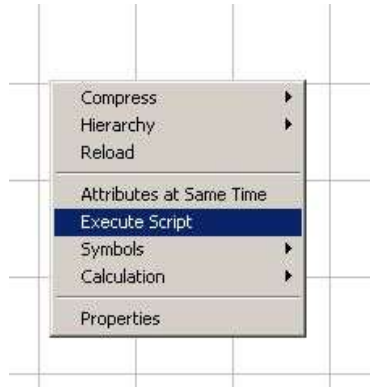 Compress
Hierarchy
Reload
Attributes at Same Time
Execute Script
Symbols
Calculation
Properties